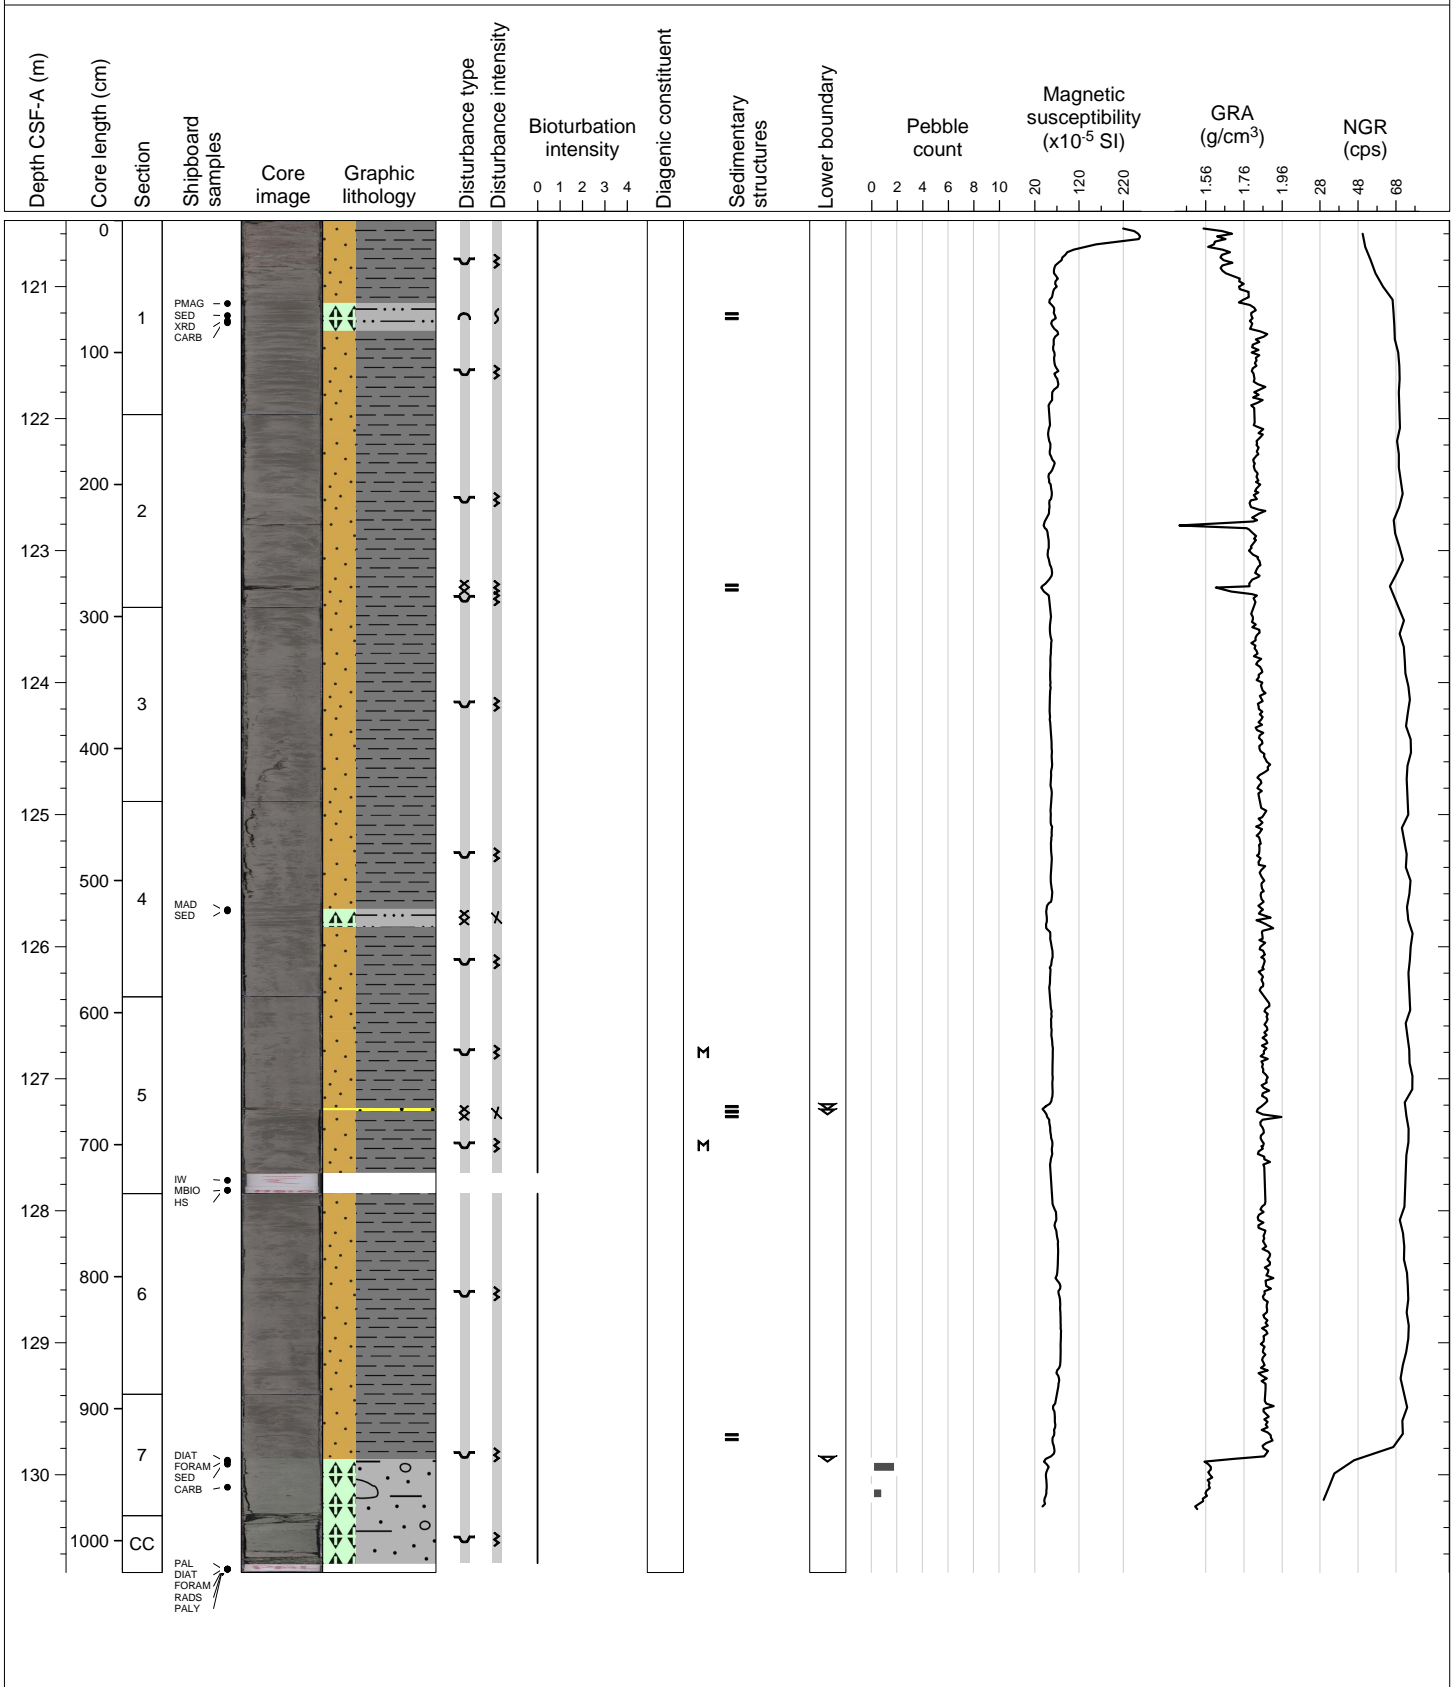 Depth CSF-A (m)
Core length (cm)
Section
Shipboard
samples
Core
image
Graphic
lithology
Disturbance type
Disturbance intensity
Bioturbation
intensity
0 1 2 3 4
Diagenic constituent
Sedimentary
structures
Lower boundary
Pebble
count
0 2 4 6 8 10
Magnetic
susceptibility
(x10-5 SI)
20 120 220
GRA
(g/cm3)
1.56 1.76 1.96
NGR
(cps)
28 48 68
0
121
PMAG
SED
1
XRD
CARB
100
122
200
2
123
300
124
3
400
125
500
4
MAD
SED
126
600
127
5
700
IW
MBIO
HS
128
800
6
129
900
7
DIAT
FORAM
130
SED
CARB
1000
CC
PAL
DIAT
FORAM
RADS
PALY